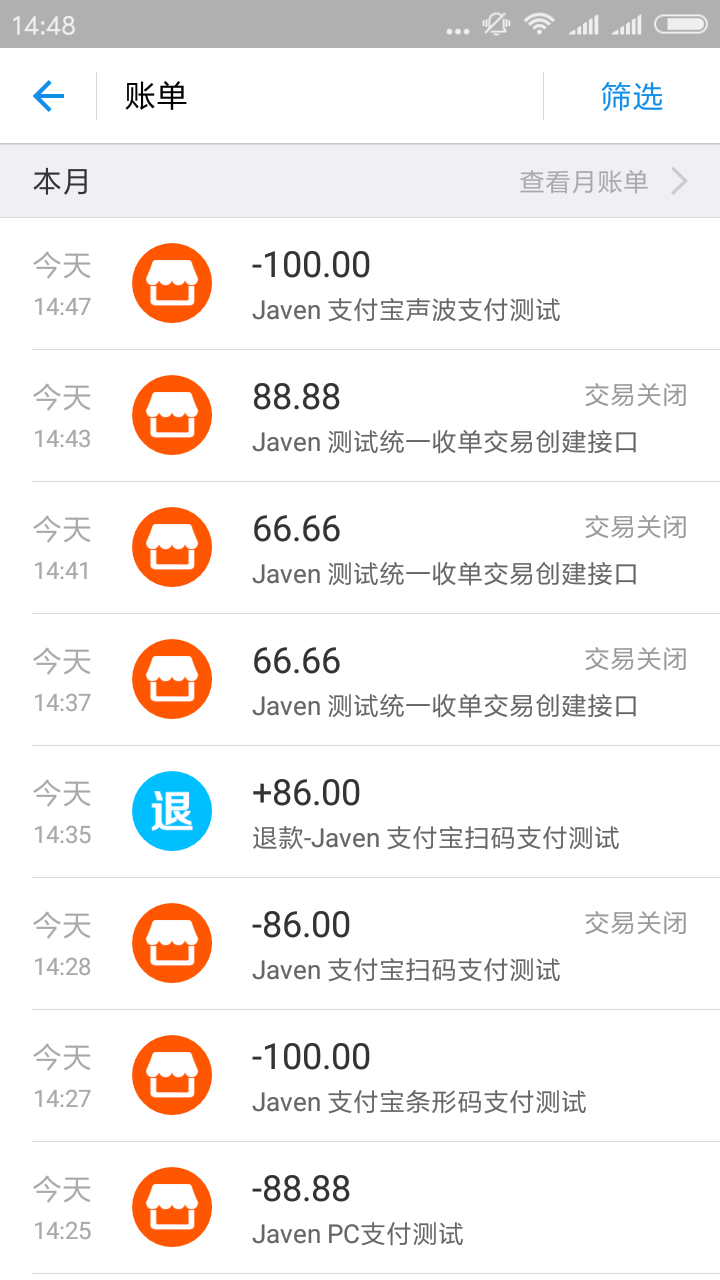 14:48
账单
筛选
本月
查看月账单
今天
14:47
-100.00
Javen 支付宝声波支付测试
今天
14:43
88.88
交易关闭
Javen 测试统一收单交易创建接口
今天
14:41
66.66
交易关闭
Javen 测试统一收单交易创建接口
今天
14:37
66.66
交易关闭
Javen 测试统一收单交易创建接口
今天
14:35
退
+86.00
退款-Javen 支付宝扫码支付测试
今天
14:28
-86.00
交易关闭
Javen 支付宝扫码支付测试
今天
14:27
-100.00
Javen 支付宝条形码支付测试
今天
14:25
-88.88
Javen PC支付测试